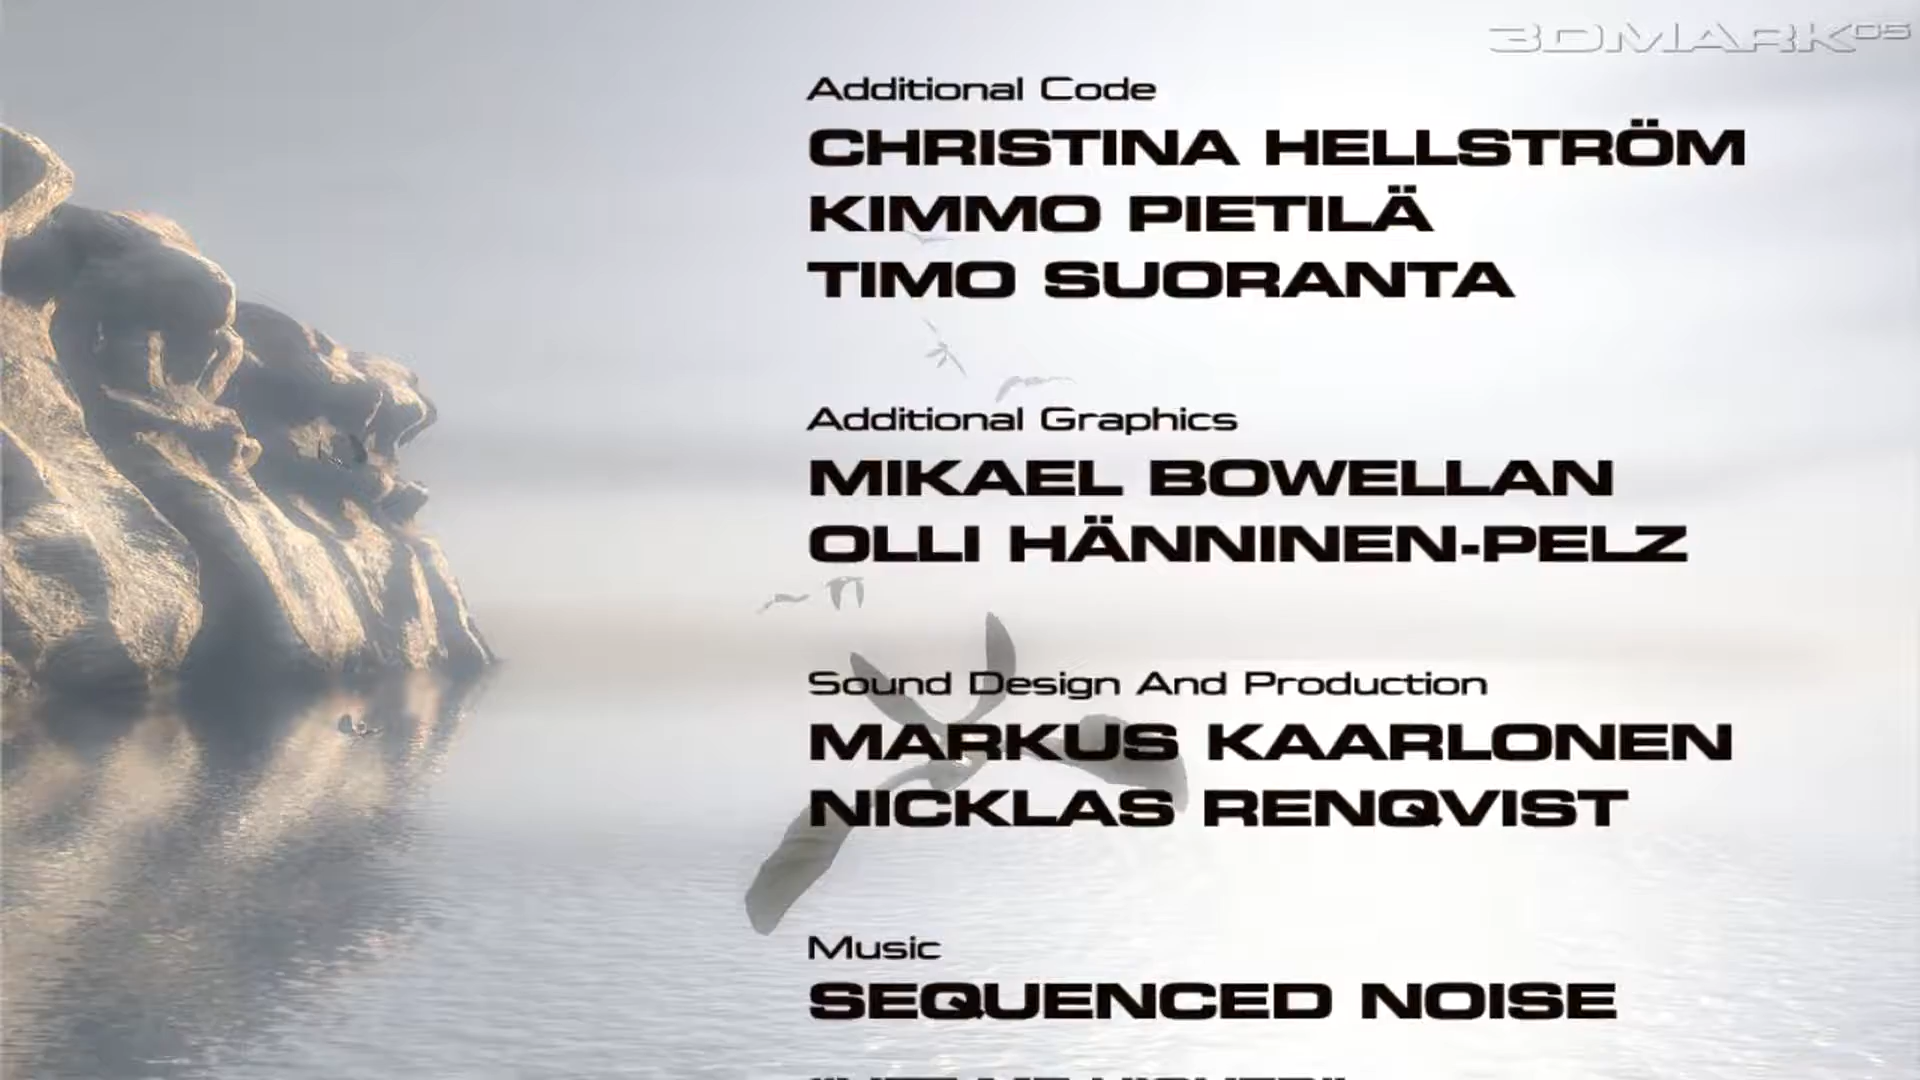 3DMARK05
Additional Code
CHRISTINA HELLSTRÖM
KIMMO PIETILÄ
TIMO SUORANTA
Additional Graphics
MIKAEL BOWELLAN
OLLI HÄNNINEN-PELZ
Sound Design And Production
MARKUS KAARLONEN
NICKLAS RENQVIST
Music
SEQUENCED NOISE